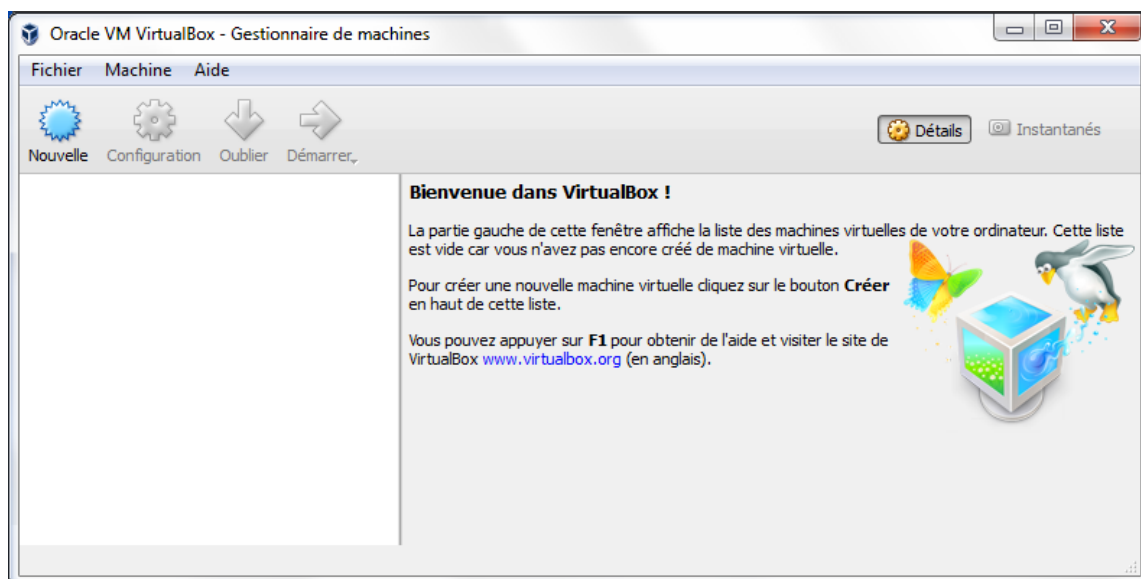 Oracle VM VirtualBox - Gestionnaire de machines
Fichier Machine Aide
Nouvelle Configuration Oublier Démarrer
Détails Instantanés
Bienvenue dans VirtualBox !
La partie gauche de cette fenêtre affiche la liste des machines virtuelles de votre ordinateur. Cette liste
est vide car vous n'avez pas encore créé de machine virtuelle.
Pour créer une nouvelle machine virtuelle cliquez sur le bouton Créer
en haut de cette liste.
Vous pouvez appuyer sur F1 pour obtenir de l'aide et visiter le site de
VirtualBox www.virtualbox.org (en anglais).